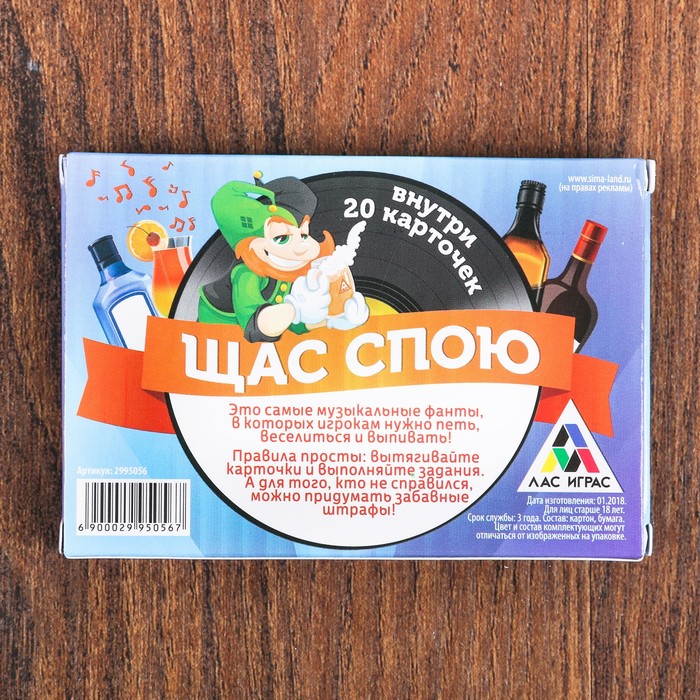 www.sima-land.ru
(на правах рекламы)
внутри
20 карточек
ЩАС СПОЮ
Это самые музыкальные фанты,
в которых игрокам нужно петь,
веселиться и выпивать!
Правила просты: вытягивайте
карточки и выполняйте задания.
А для того, кто не справился,
можно придумать забавные
штрафы!
Артикул: 2995056
6 900029 950567
ЛАС ИГРАС
Дата изготовления: 01.2018.
Для лиц старше 18 лет.
Срок службы: 3 года. Состав: картон, бумага.
Цвет и состав комплектующих могут
отличаться от изображенных на упаковке.